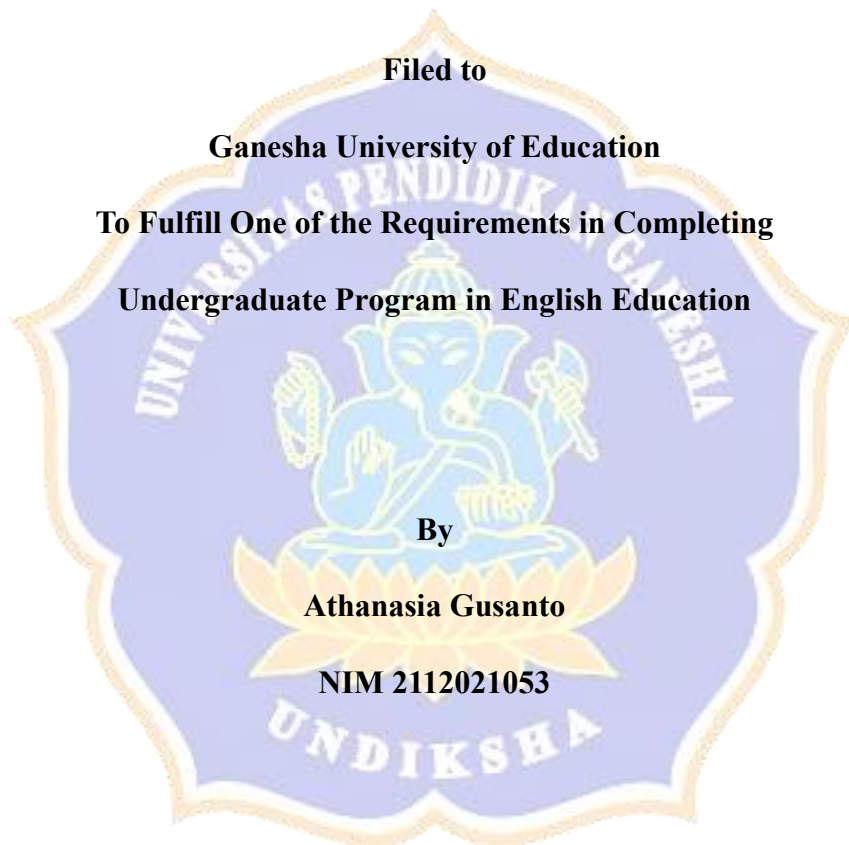 Filed to
Ganesha University of Education
UNIVERSITAS PENDIDIKAN GANESHA
To Fulfill One of the Requirements in Completing
Undergraduate Program in English Education
By
Athanasia Gusanto
NIM 2112021053
UNDIKSHA